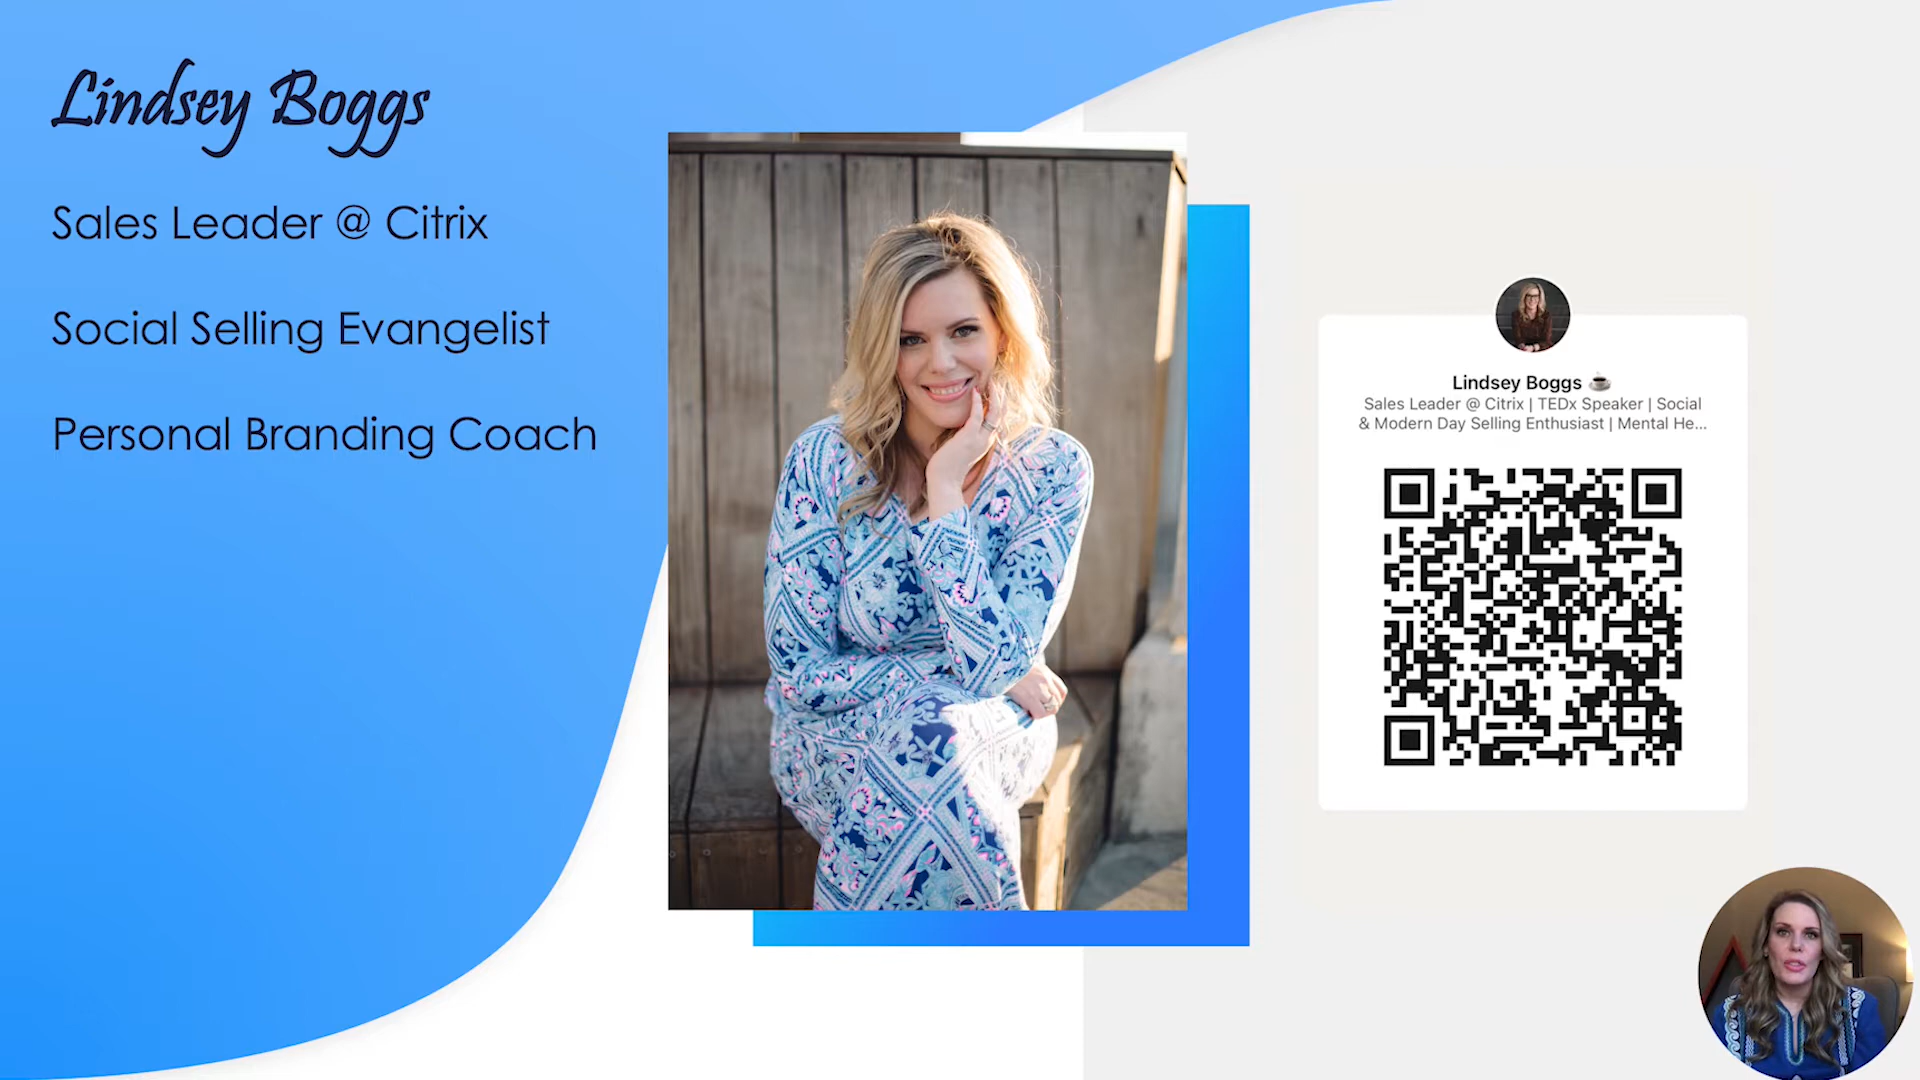 Lindsey Boggs
Sales Leader @ Citrix
Social Selling Evangelist
Personal Branding Coach
Lindsey Boggs ☕
Sales Leader @ Citrix | TEDx Speaker | Social
& Modern Day Selling Enthusiast | Mental He...